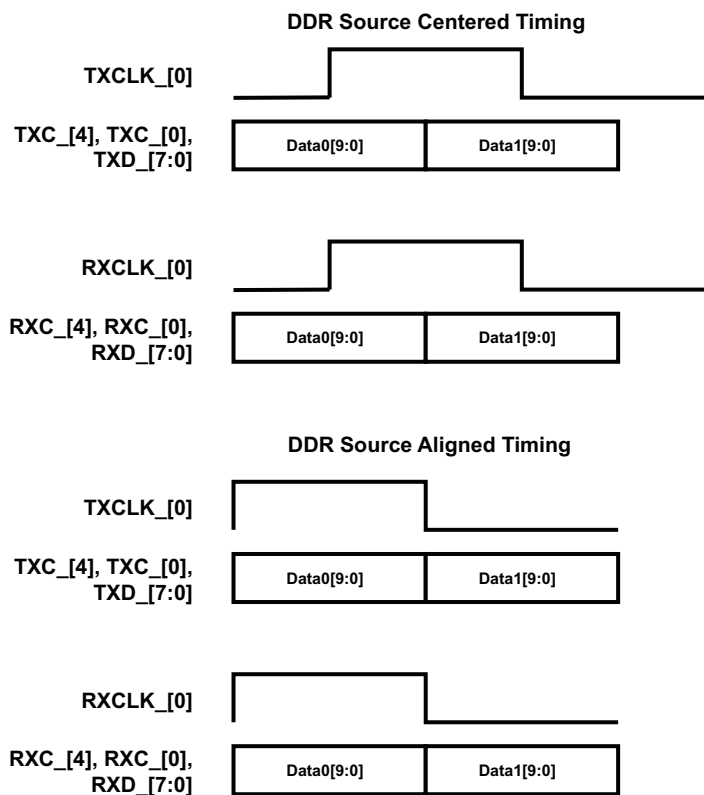 DDR Source Centered Timing
TXCLK_[0]
TXC_[4], TXC_[0],
TXD_[7:0]
Data0[9:0] Data1[9:0]
RXCLK_[0]
RXC_[4], RXC_[0],
RXD_[7:0]
Data0[9:0] Data1[9:0]
DDR Source Aligned Timing
TXCLK_[0]
TXC_[4], TXC_[0],
TXD_[7:0]
Data0[9:0] Data1[9:0]
RXCLK_[0]
RXC_[4], RXC_[0],
RXD_[7:0]
Data0[9:0] Data1[9:0]